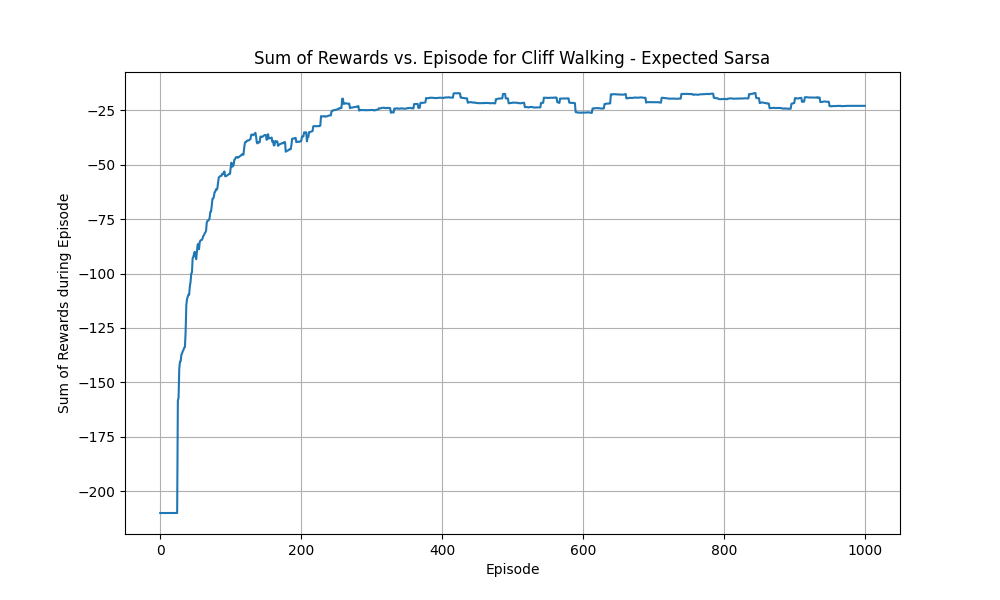 Sum of Rewards vs. Episode for Cliff Walking - Expected Sarsa
Sum of Rewards during Episode
−25
−50
−75
−100
−125
−150
−175
−200
0 200 400 600 800 1000
Episode